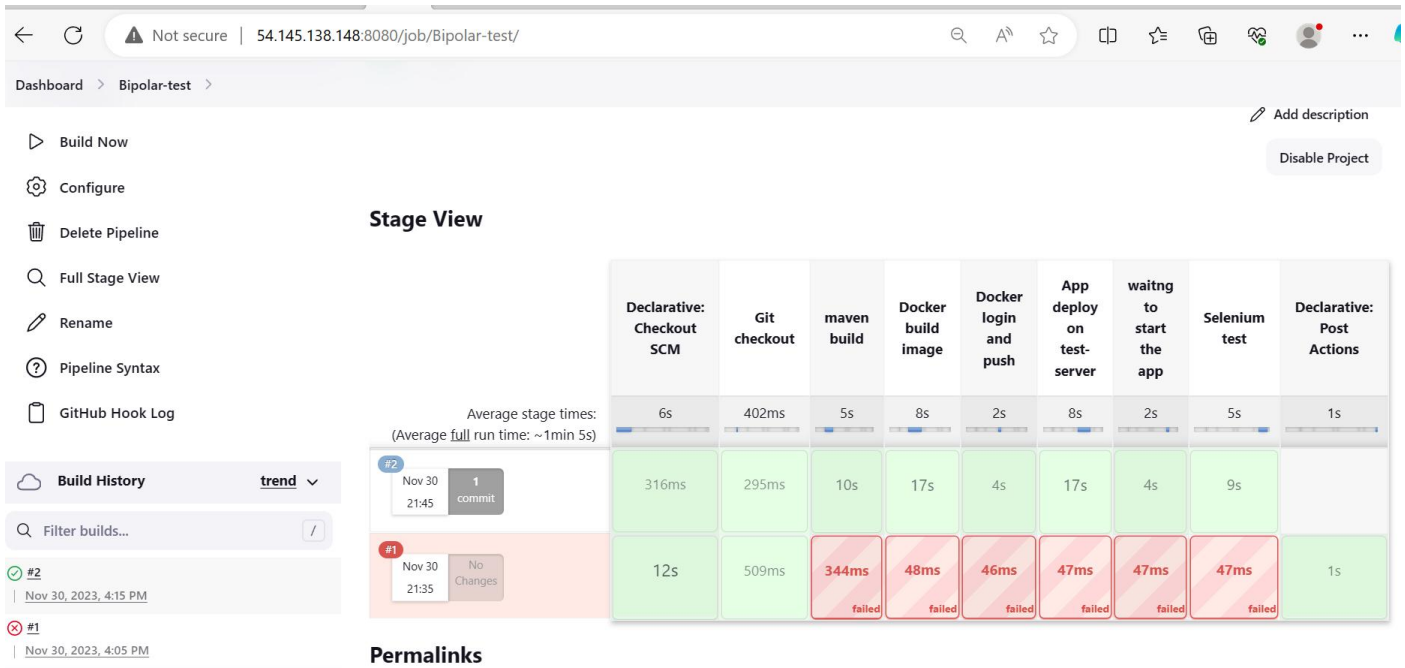 Not secure | 54.145.138.148:8080/job/Bipolar-test/
Dashboard > Bipolar-test >
Add description
Disable Project
Build Now
Configure
Delete Pipeline
Full Stage View
Rename
Pipeline Syntax
GitHub Hook Log
Build History
trend
Filter builds...
/
#2
Nov 30, 2023, 4:15 PM
#1
Nov 30, 2023, 4:05 PM
Stage View
Declarative:
Checkout
SCM
Git
checkout
maven
build
Docker
build
image
Docker
login
and
push
App
deploy
on
test-
server
waitng
to
start
the
app
Selenium
test
Declarative:
Post
Actions
Average stage times:
(Average full run time: ~1min 5s)
6s
402ms
5s
8s
2s
8s
2s
5s
1s
#2
Nov 30
21:45
1
commit
316ms
295ms
10s
17s
4s
17s
4s
9s
#1
Nov 30
21:35
No
Changes
12s
509ms
344ms
failed
48ms
failed
46ms
failed
47ms
failed
47ms
failed
47ms
failed
1s
Permalinks